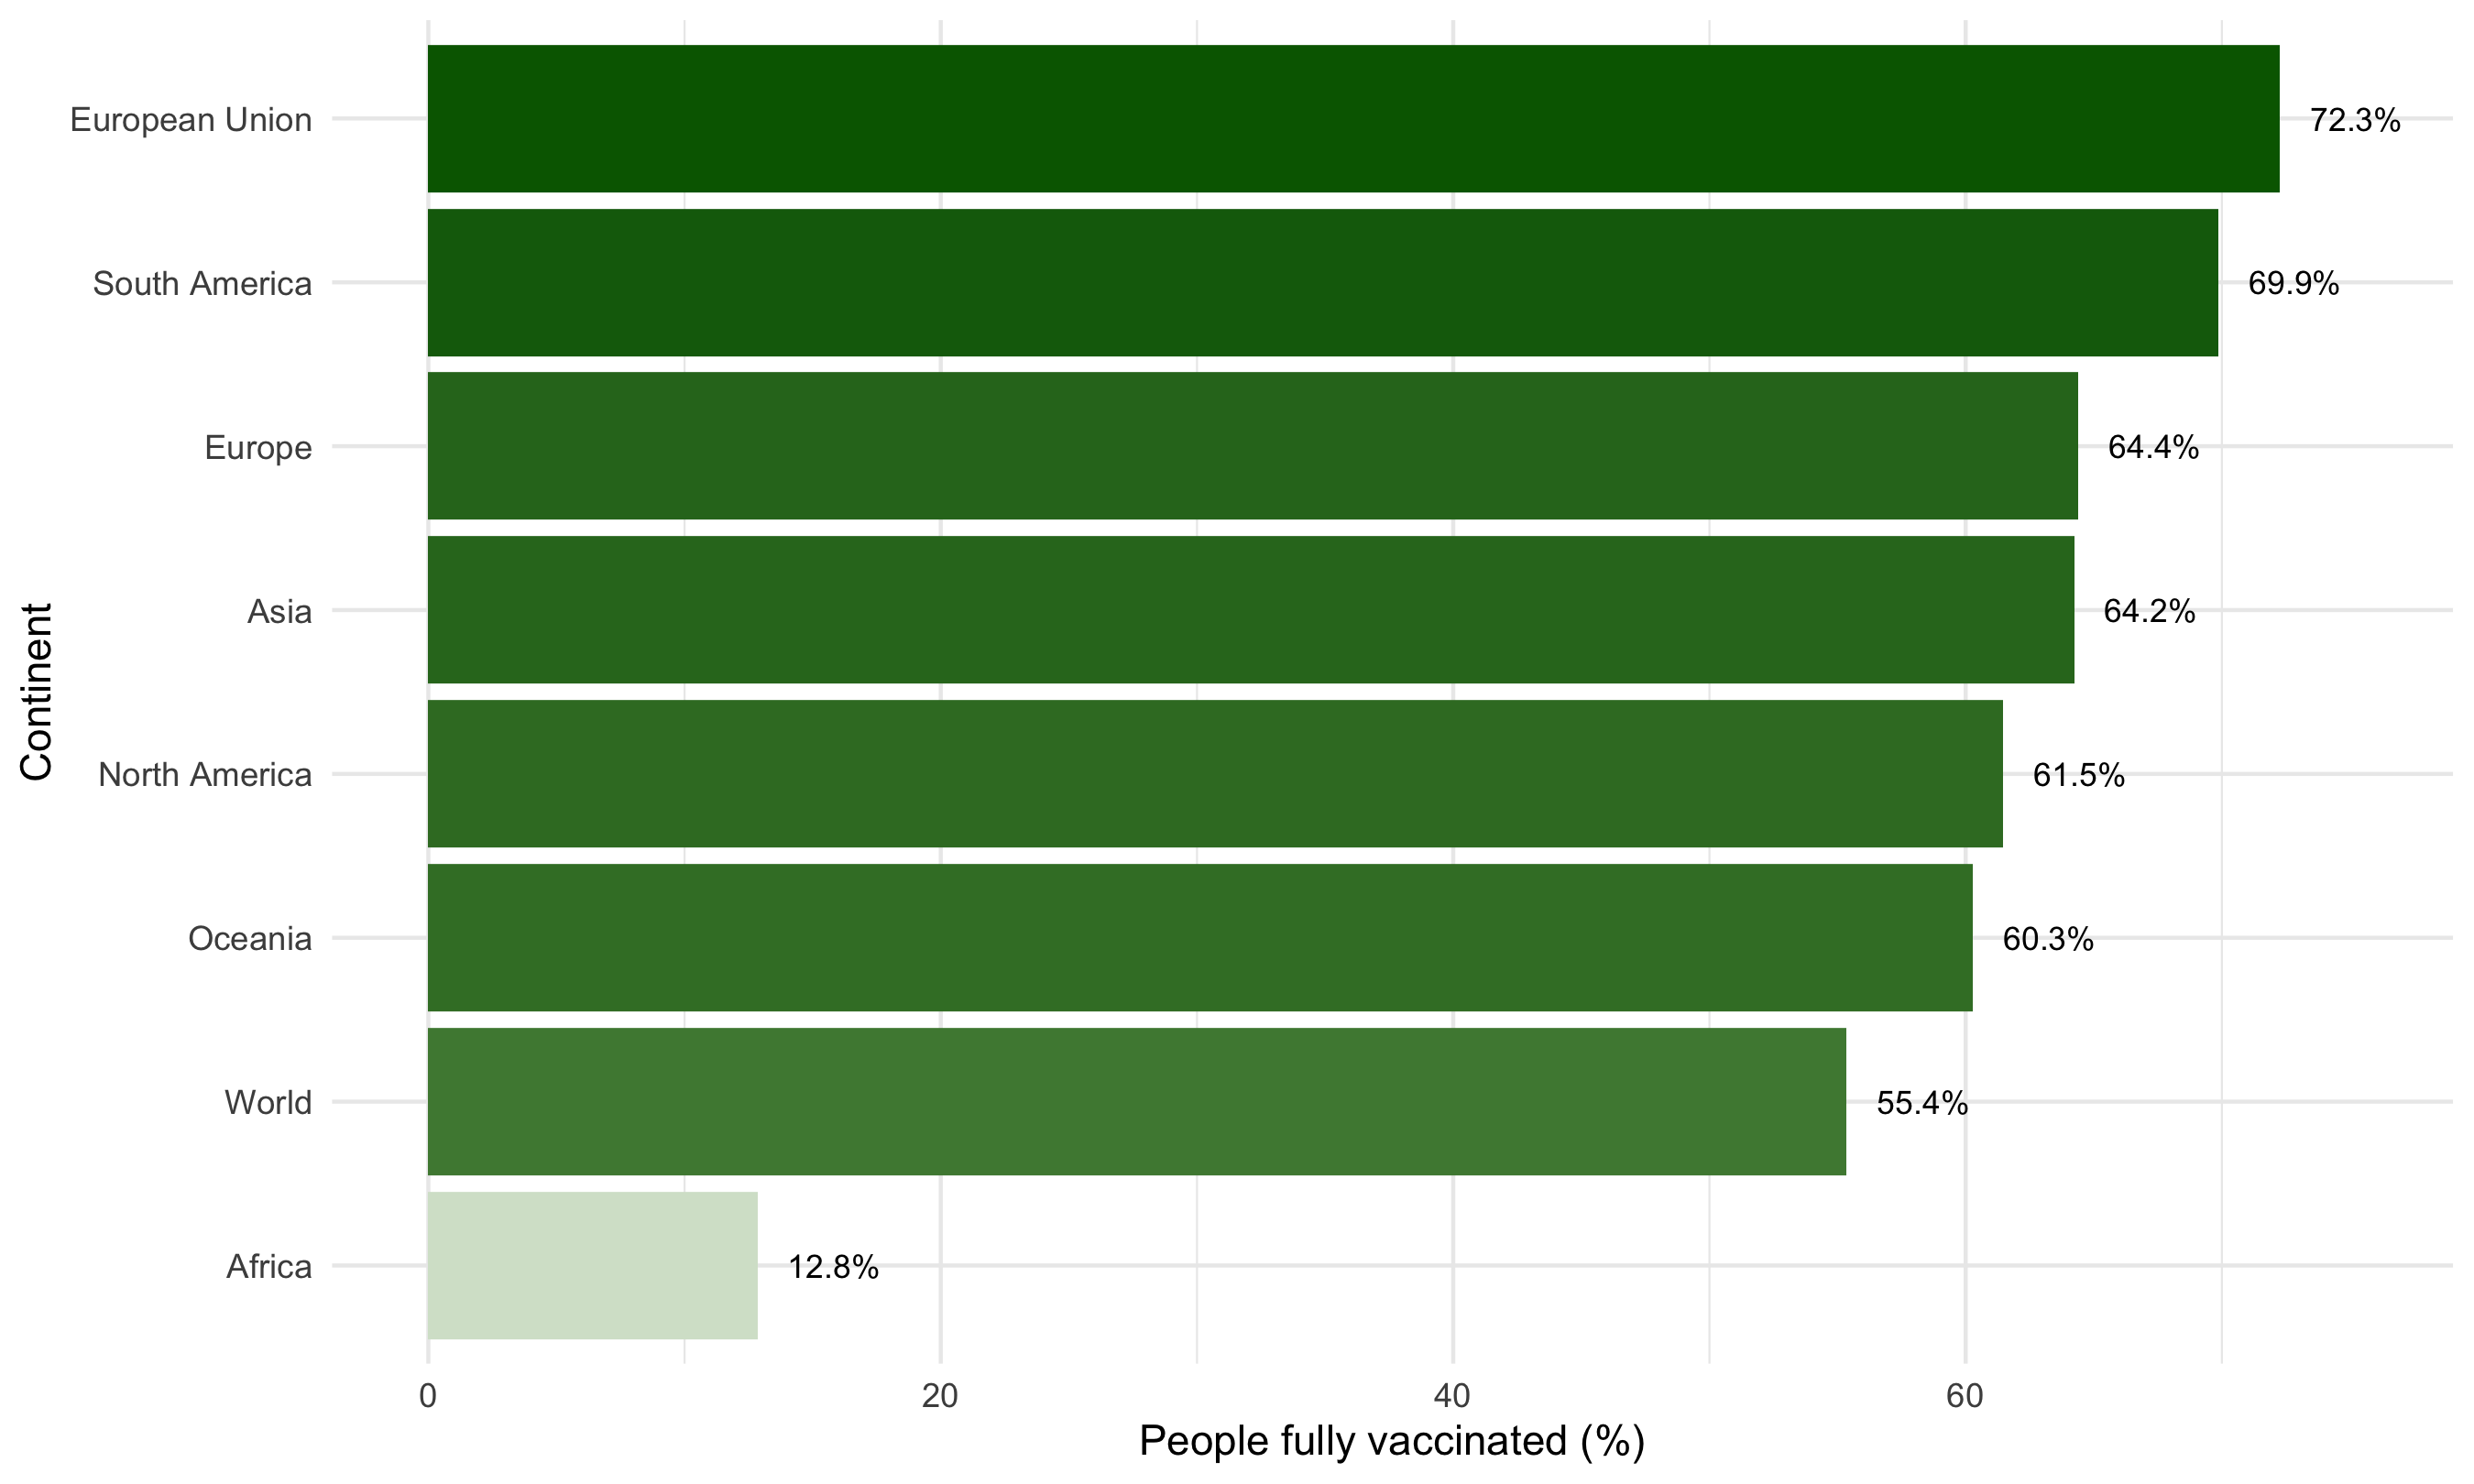 European Union 72.3%
South America 69.9%
Europe 64.4%
Asia 64.2%
North America 61.5%
Oceania 60.3%
World 55.4%
Africa 12.8%
Continent
0 20 40 60
People fully vaccinated (%)